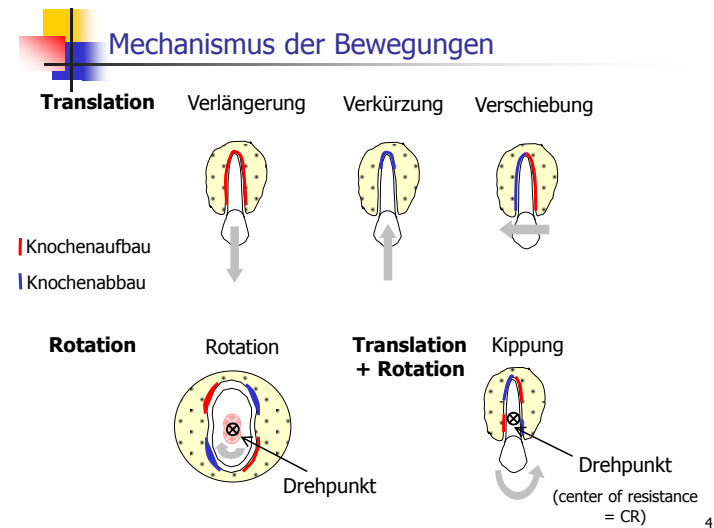 Mechanismus der Bewegungen
Translation Verlängerung Verkürzung Verschiebung
Knochenaufbau
Knochenabbau
Rotation Rotation Translation + Rotation Kippung
Drehpunkt
Drehpunkt
(center of resistance
= CR)
4